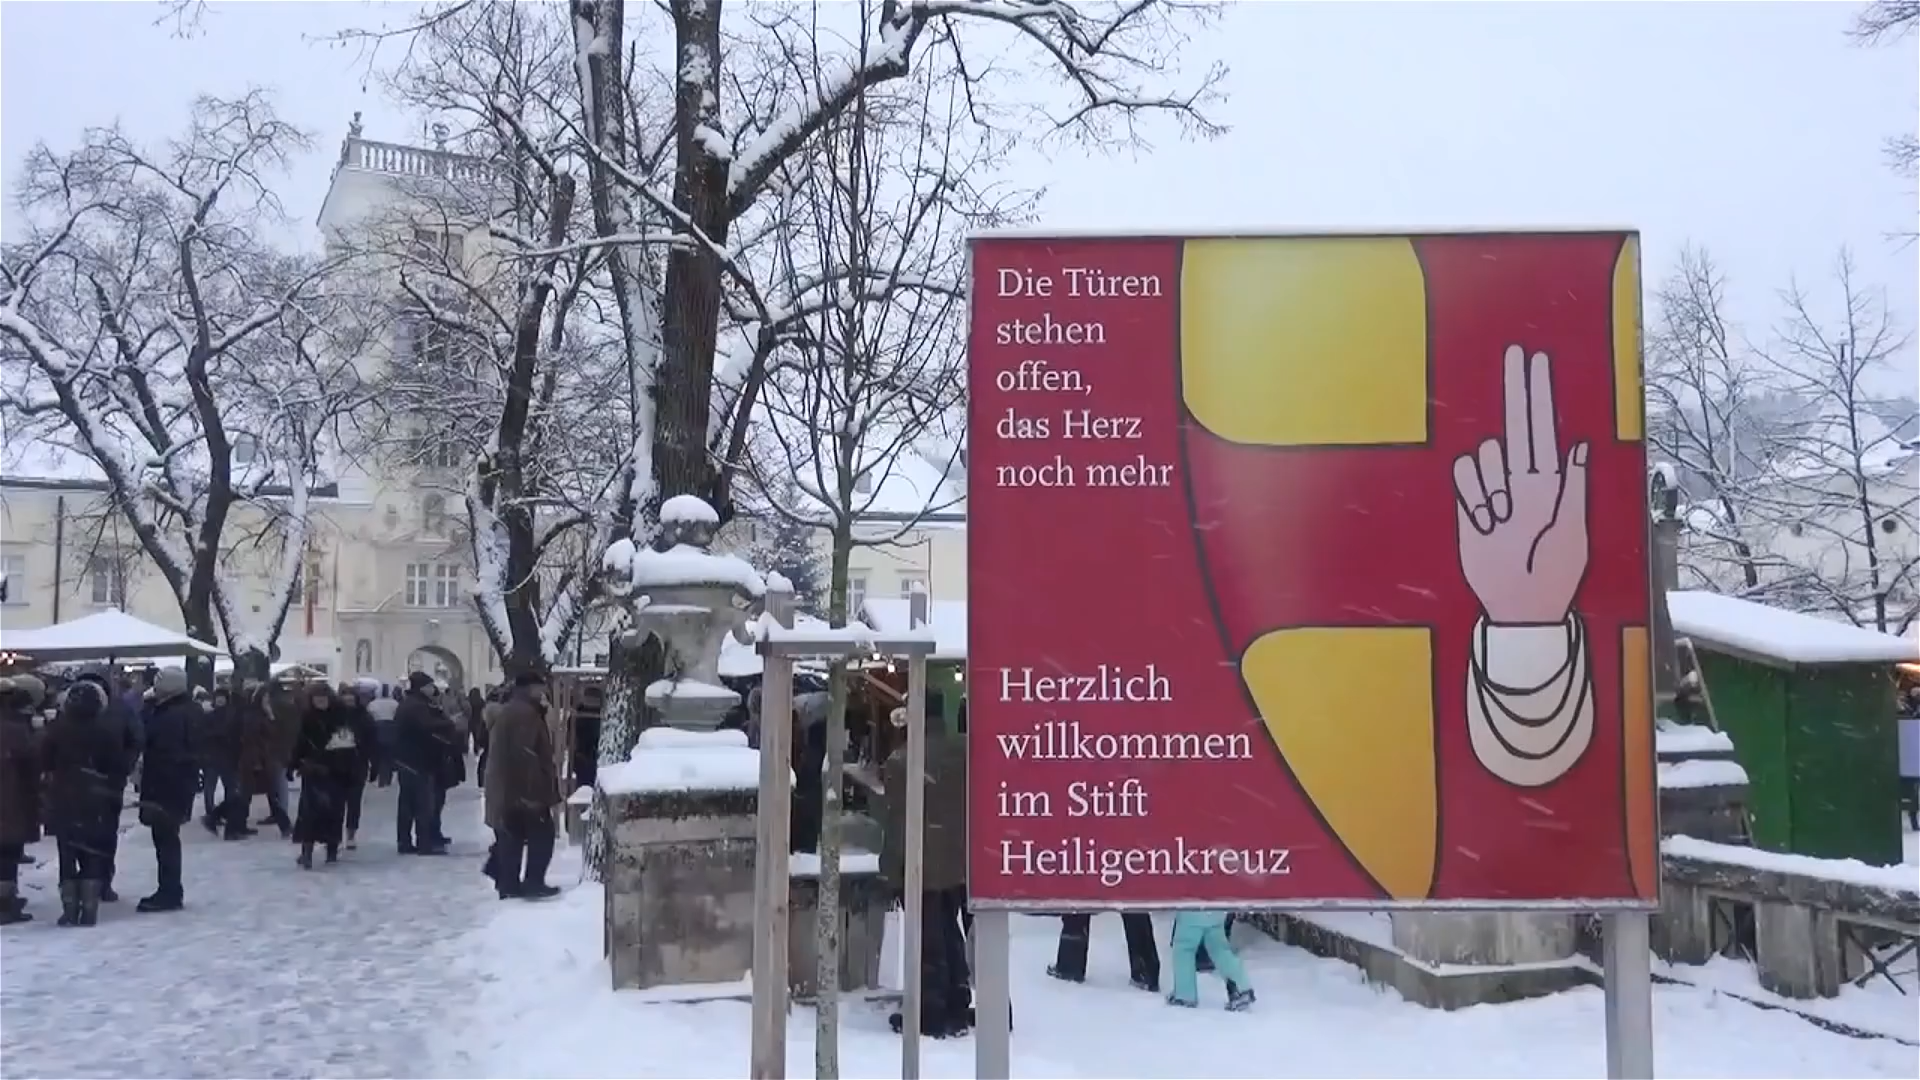 Die Türen
stehen
offen,
das Herz
noch mehr
Herzlich
willkommen
im Stift
Heiligenkreuz